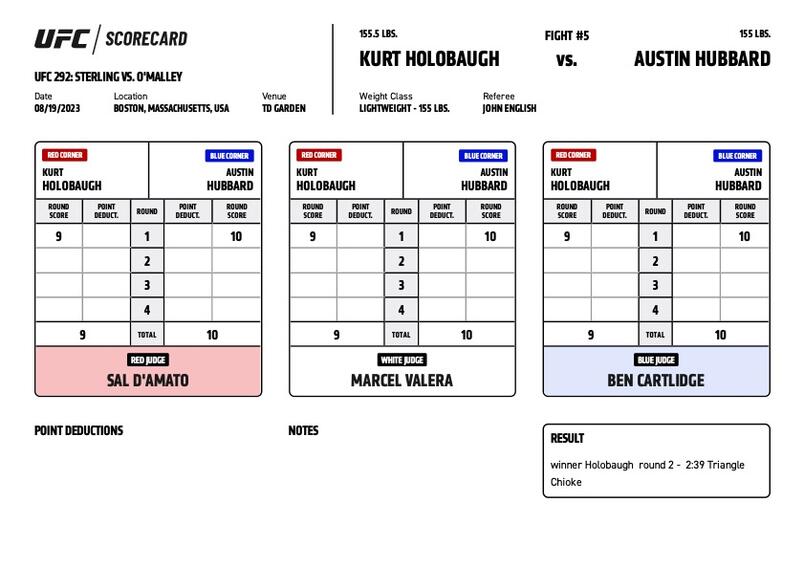 UFC / SCORECARD
UFC 292: STERLING VS. O'MALLEY
Date Location Venue
08/19/2023 BOSTON, MASSACHUSETTS, USA TD GARDEN
155.5 LBS. FIGHT #5 155 LBS.
KURT HOLOBAUGH VS. AUSTIN HUBBARD
Weight Class Referee
LIGHTWEIGHT - 155 LBS. JOHN ENGLISH
RED CORNER BLUE CORNER
KURT AUSTIN
HOLOBAUGH HUBBARD
ROUND SCORE POINT DEDUCT. ROUND POINT DEDUCT. ROUND SCORE
9 1 10
2
3
4
9 TOTAL 10
RED JUDGE
SAL D'AMATO
RED CORNER BLUE CORNER
KURT AUSTIN
HOLOBAUGH HUBBARD
ROUND SCORE POINT DEDUCT. ROUND POINT DEDUCT. ROUND SCORE
9 1 10
2
3
4
9 TOTAL 10
WHITE JUDGE
MARCEL VALERA
RED CORNER BLUE CORNER
KURT AUSTIN
HOLOBAUGH HUBBARD
ROUND SCORE POINT DEDUCT. ROUND POINT DEDUCT. ROUND SCORE
9 1 10
2
3
4
9 TOTAL 10
BLUE JUDGE
BEN CARTLIDGE
POINT DEDUCTIONS
NOTES
RESULT
winner Holobaugh round 2 - 2:39 Triangle
Chioke